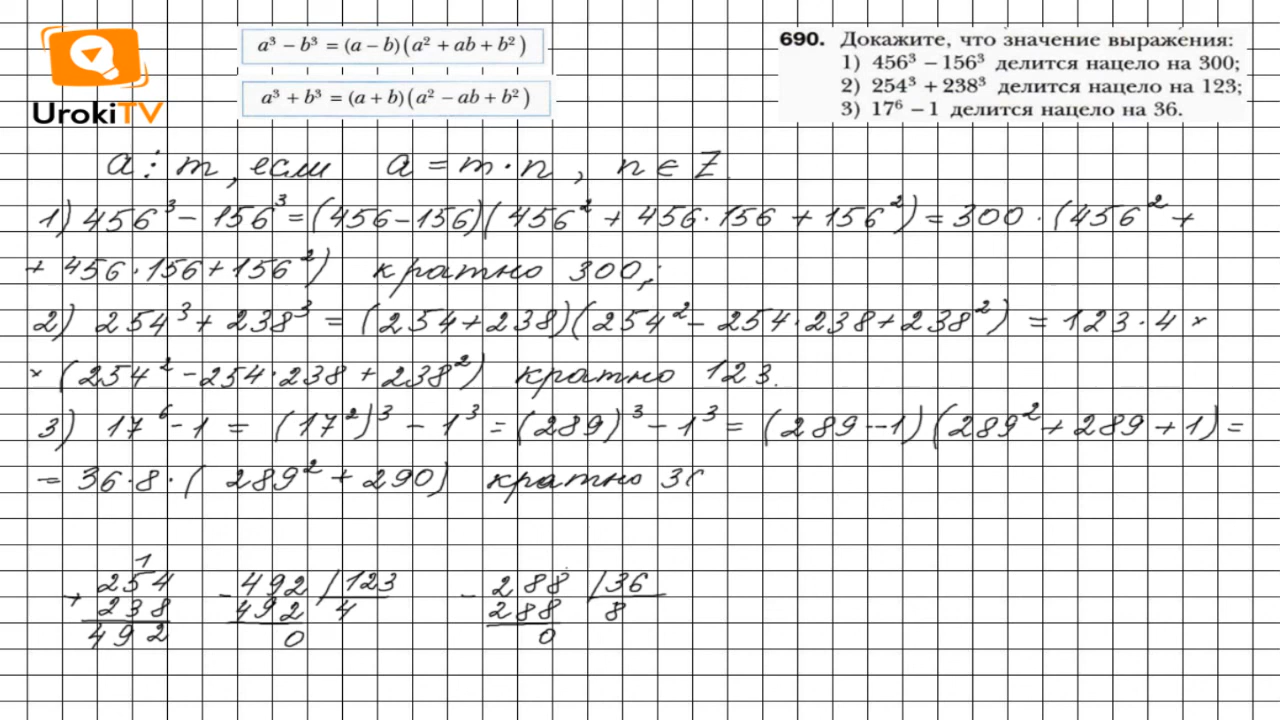 UrokiTV
a³ − b³ = (a − b)(a² + ab + b²)
a³ + b³ = (a + b)(a² − ab + b²)
690. Докажите, что значение выражения:
1) 456³ − 156³ делится нацело на 300;
2) 254³ + 238³ делится нацело на 123;
3) 17⁶ − 1 делится нацело на 36.
a ⋮ m, если a = m · n, n ∈ Z.
1) 456³ − 156³ = (456 − 156)(456² + 456·156 + 156²) = 300 · (456² +
+ 456·156 + 156²) кратно 300;
2) 254³ + 238³ = (254 + 238)(254² − 254·238 + 238²) = 123 · 4 ×
× (254² − 254·238 + 238²) кратно 123.
3) 17⁶ − 1 = (17²)³ − 1³ = (289)³ − 1³ = (289 − 1)(289² + 289 + 1) =
= 36·8·(289² + 290) кратно 3(
1
+ 254
238
492
− 492 | 123
492 4
0
− 288 | 36
288 8
0